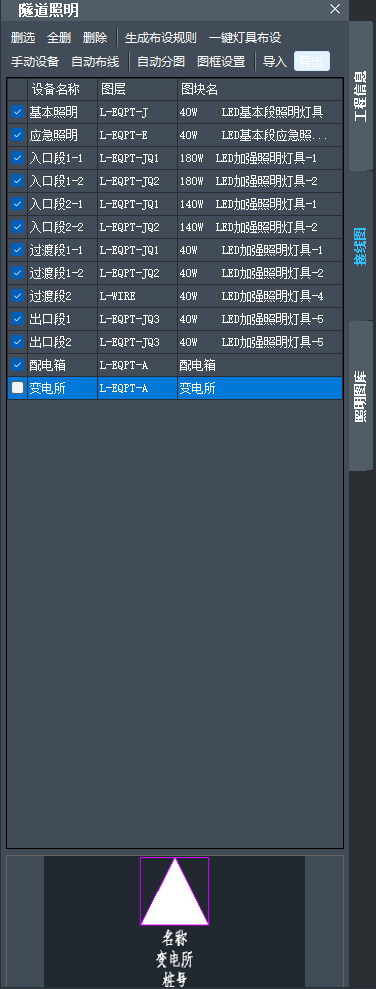 隧道照明
删选 全删 删除 生成布设规则 一键灯具布设
手动设备 自动布线 自动分图 图框设置 导入 导出
设备名称 图层 图块名
基本照明 L-EQPT-J 40W LED基本段照明灯具
应急照明 L-EQPT-E 40W LED基本段应急照...
入口段1-1 L-EQPT-JQ1 180W LED加强照明灯具-1
入口段1-2 L-EQPT-JQ2 180W LED加强照明灯具-2
入口段2-1 L-EQPT-JQ1 140W LED加强照明灯具-1
入口段2-2 L-EQPT-JQ2 140W LED加强照明灯具-2
过渡段1-1 L-EQPT-JQ1 40W LED加强照明灯具-1
过渡段1-2 L-EQPT-JQ2 40W LED加强照明灯具-2
过渡段2 L-WIRE 40W LED加强照明灯具-4
出口段1 L-EQPT-JQ3 40W LED加强照明灯具-5
出口段2 L-EQPT-JQ3 40W LED加强照明灯具-5
配电箱 L-EQPT-A 配电箱
变电所 L-EQPT-A 变电所
名称
变电所
桩号
工程信息
接线图
照明图库